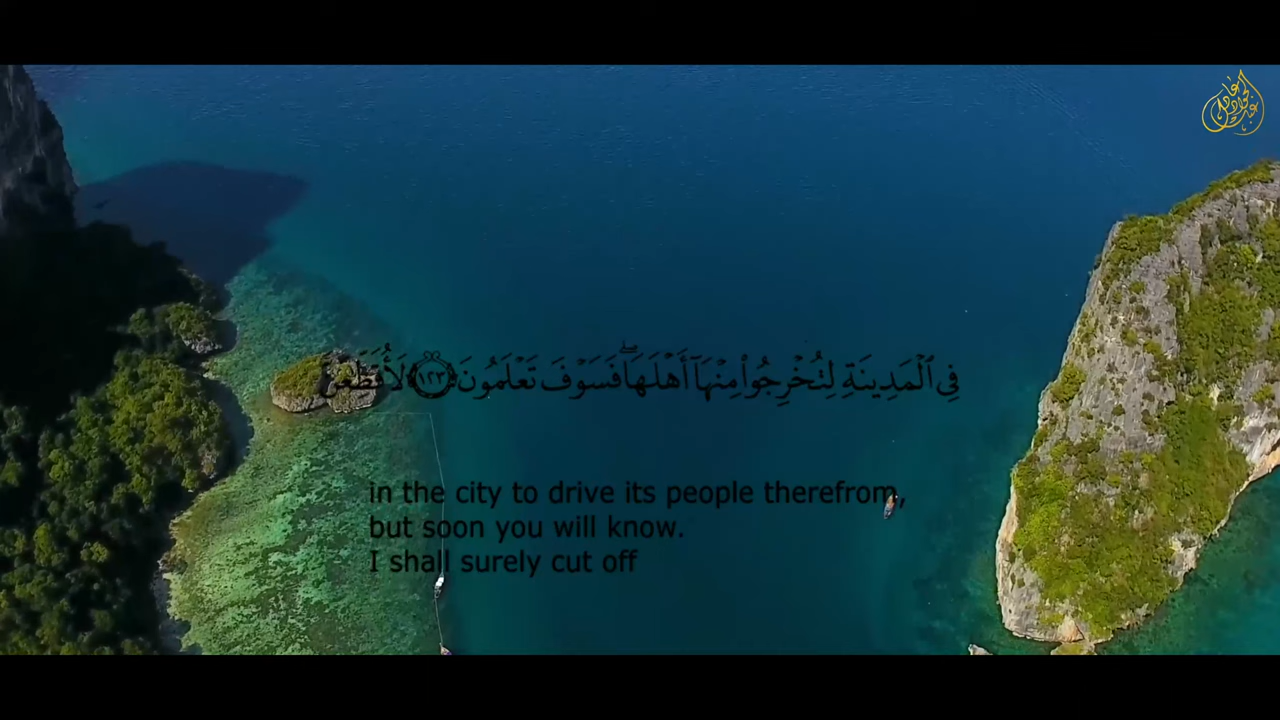 فِي ٱلۡمَدِينَةِ لِتُخۡرِجُواْ مِنۡهَآ أَهۡلَهَاۖ فَسَوۡفَ تَعۡلَمُونَ ١٢٣ لَأُقَطِّعَنَّ
in the city to drive its people therefrom,
but soon you will know.
I shall surely cut off